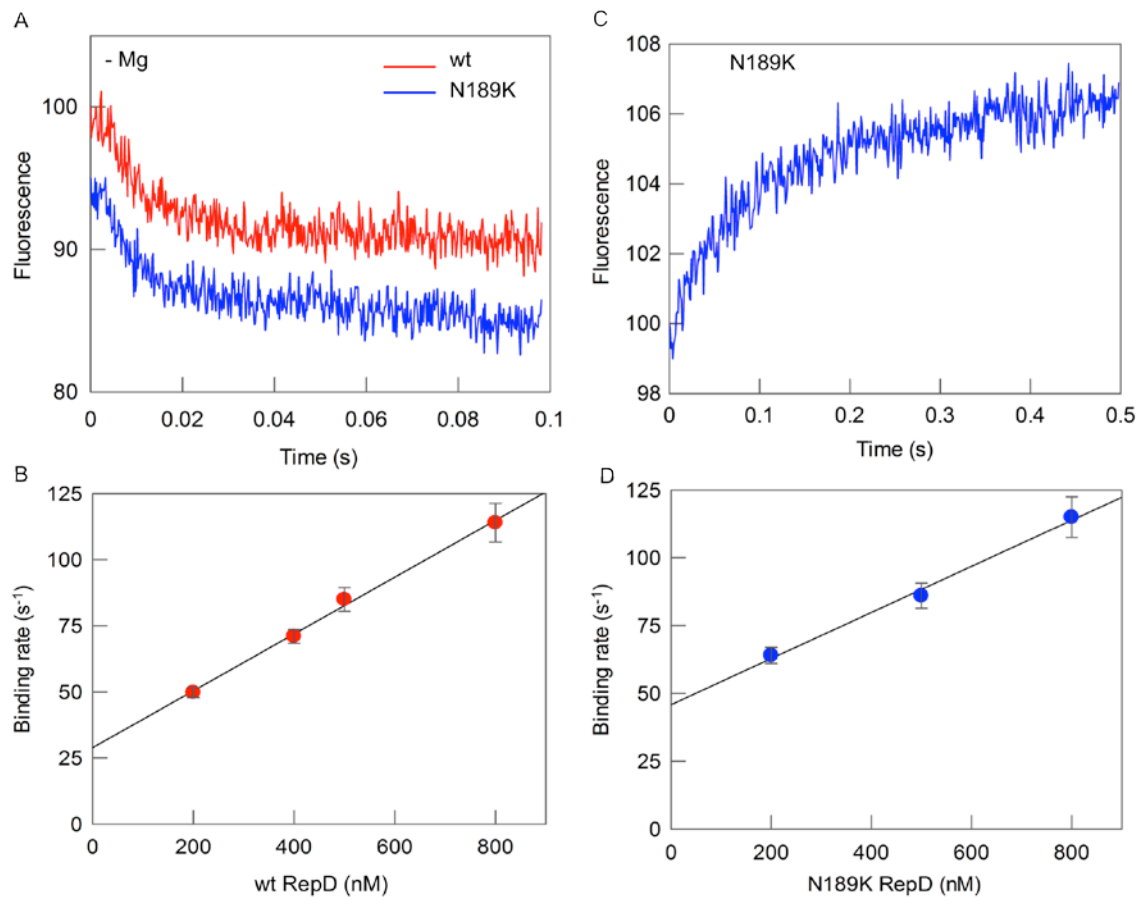 A
- Mg
wt
N189K
100
90
80
Fluorescence
0 0.02 0.04 0.06 0.08 0.1
Time (s)
C
N189K
108
106
104
102
100
98
Fluorescence
0 0.1 0.2 0.3 0.4 0.5
Time (s)
B
125
100
75
50
25
0
Binding rate (s⁻¹)
0 200 400 600 800
wt RepD (nM)
D
125
100
75
50
25
0
Binding rate (s⁻¹)
0 200 400 600 800
N189K RepD (nM)